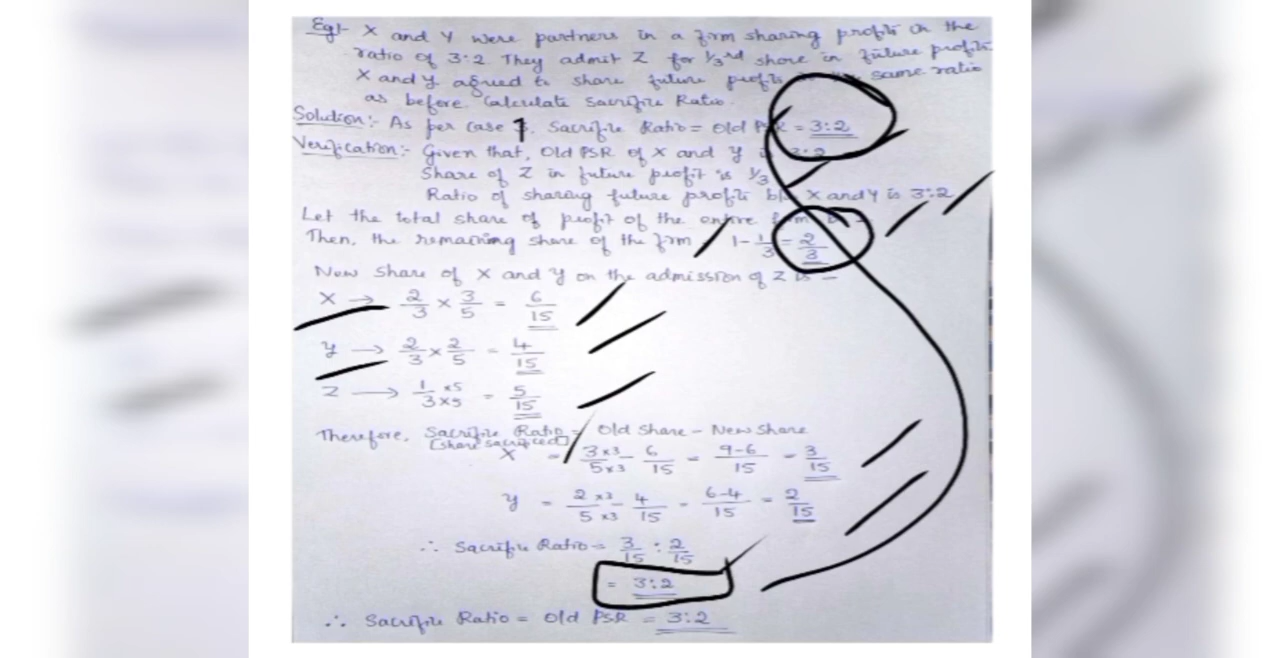 Eg1- X and Y were partners in a firm sharing profits in the
ratio of 3:2. They admit Z for 1/3rd share in future profits.
X and Y agreed to share future profits in same ratio
as before Calculate Sacrifice Ratio.
Solution:- As per case 1. Sacrifice Ratio = Old PSR = 3:2
Verification:- Given that, Old PSR of X and Y is 3:2
Share of Z in future profit is 1/3
Ratio of sharing future profits b/w X and Y is 3:2
Let the total share of profit of the entire firm be
Then, the remaining share of the firm 1 - 1/3 = 2/3
New share of X and Y on the admission of Z is -
X → 2/3 × 3/5 = 6/15
Y → 2/3 × 2/5 = 4/15
Z → 1/3 ×5 ×5 = 5/15
Therefore, Sacrifice Ratio = Old Share - New Share
[share sacrificed]
X = 3×3/5×3 - 6/15 = 9-6/15 = 3/15
Y = 2×3/5×3 - 4/15 = 6-4/15 = 2/15
∴ Sacrifice Ratio = 3/15 : 2/15
= 3:2
∴ Sacrifice Ratio = Old PSR = 3:2